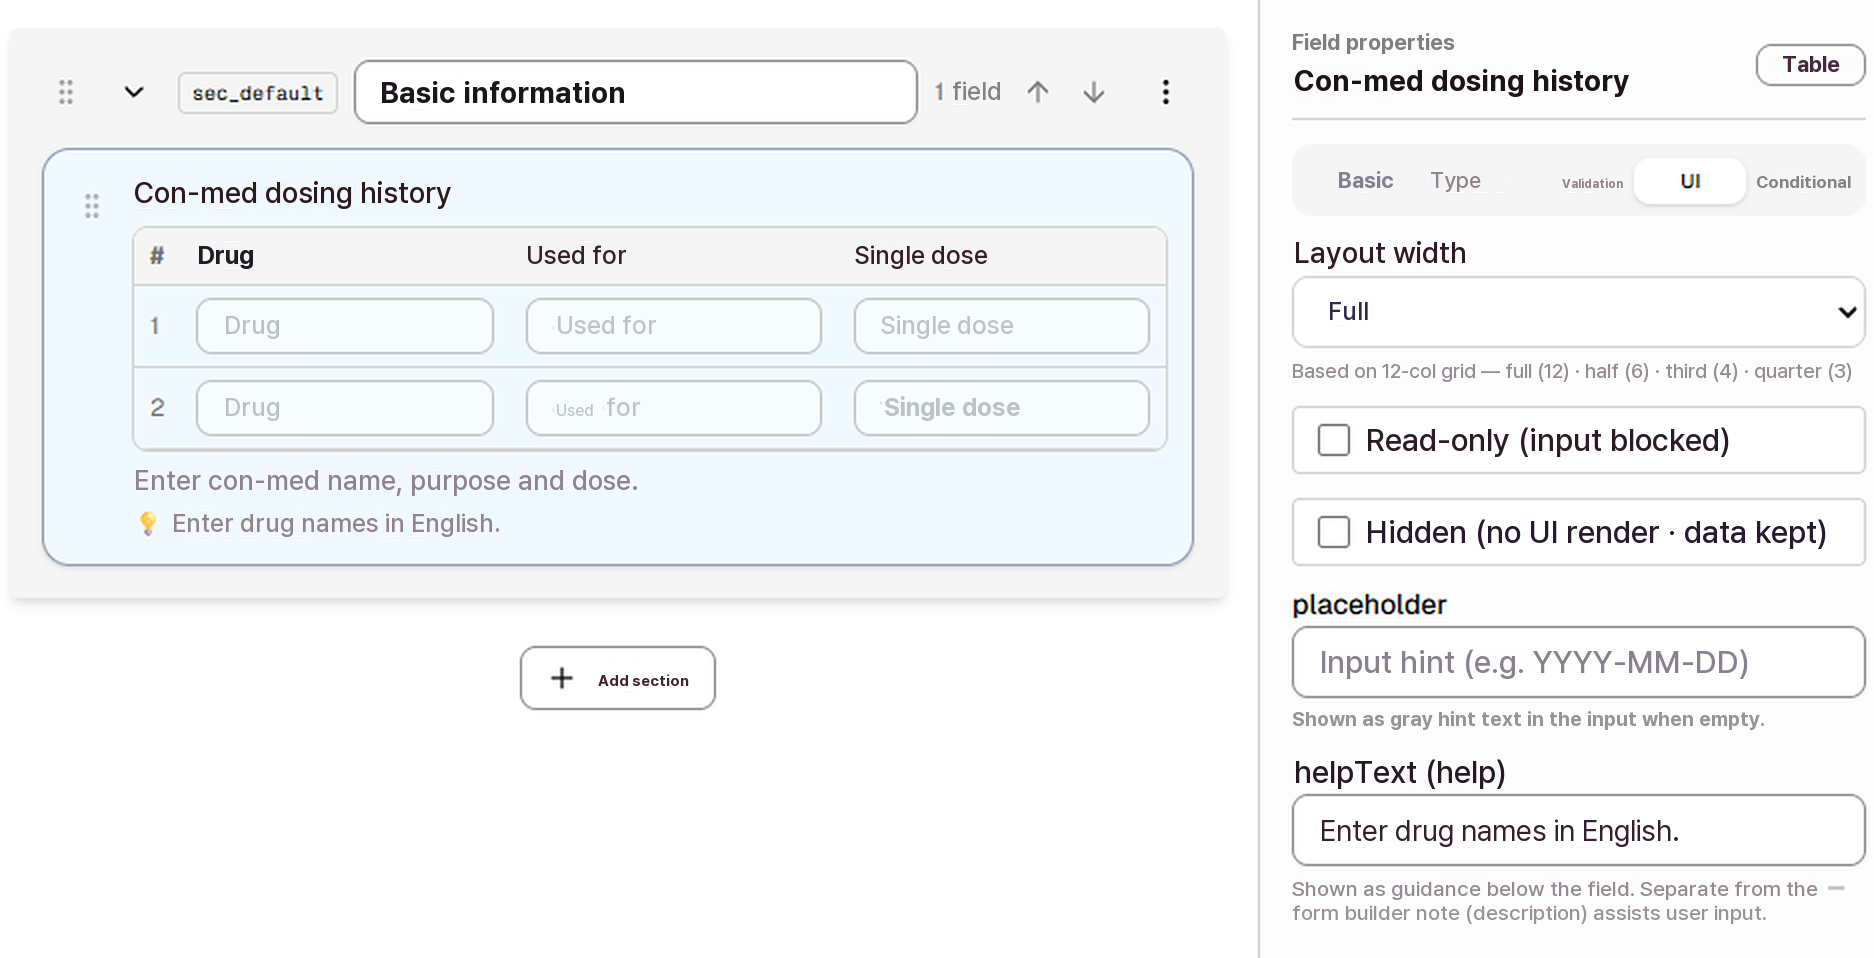 sec_default Basic information 1 field
Con-med dosing history
# Drug Used for Single dose
1 Drug Used for Single dose
2 Drug Used for Single dose
Enter con-med name, purpose and dose.
💡 Enter drug names in English.
+ Add section
Field properties
Con-med dosing history
Table
Basic Type Validation UI Conditional
Layout width
Full
Based on 12-col grid — full (12) · half (6) · third (4) · quarter (3)
Read-only (input blocked)
Hidden (no UI render · data kept)
placeholder
Input hint (e.g. YYYY-MM-DD)
Shown as gray hint text in the input when empty.
helpText (help)
Enter drug names in English.
Shown as guidance below the field. Separate from the —
form builder note (description) assists user input.